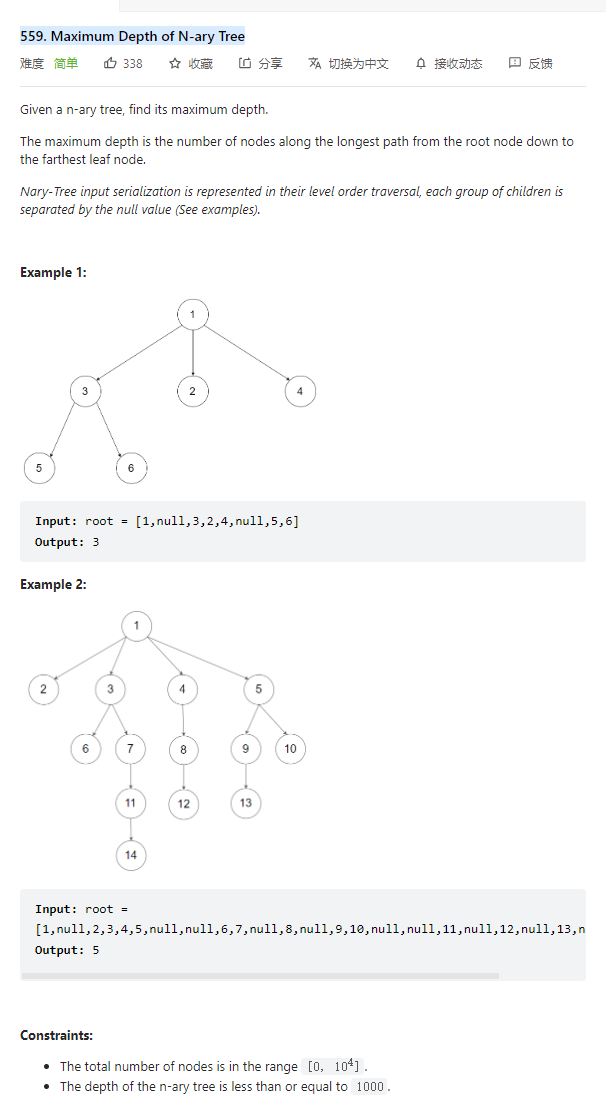 559. Maximum Depth of N-ary Tree
难度 简单 338 收藏 分享 切换为中文 接收动态 反馈
Given a n-ary tree, find its maximum depth.
The maximum depth is the number of nodes along the longest path from the root node down to
the farthest leaf node.
Nary-Tree input serialization is represented in their level order traversal, each group of children is
separated by the null value (See examples).
Example 1:
1
3 2 4
5 6
Input: root = [1,null,3,2,4,null,5,6]
Output: 3
Example 2:
1
2 3 4 5
6 7 8 9 10
11 12 13
14
Input: root =
[1,null,2,3,4,5,null,null,6,7,null,8,null,9,10,null,null,11,null,12,null,13,n
Output: 5
Constraints:
• The total number of nodes is in the range [0, 10⁴].
• The depth of the n-ary tree is less than or equal to 1000.